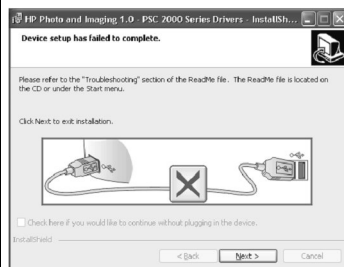 HP Photo and Imaging 1.0 - PSC 2000 Series Drivers - InstallSh...
Device setup has failed to complete.
Please refer to the "Troubleshooting" section of the ReadMe file. The ReadMe file is located on
the CD or under the Start menu.
Click Next to exit installation.
Check here if you would like to continue without plugging in the device.
InstallShield
< Back
Next >
Cancel